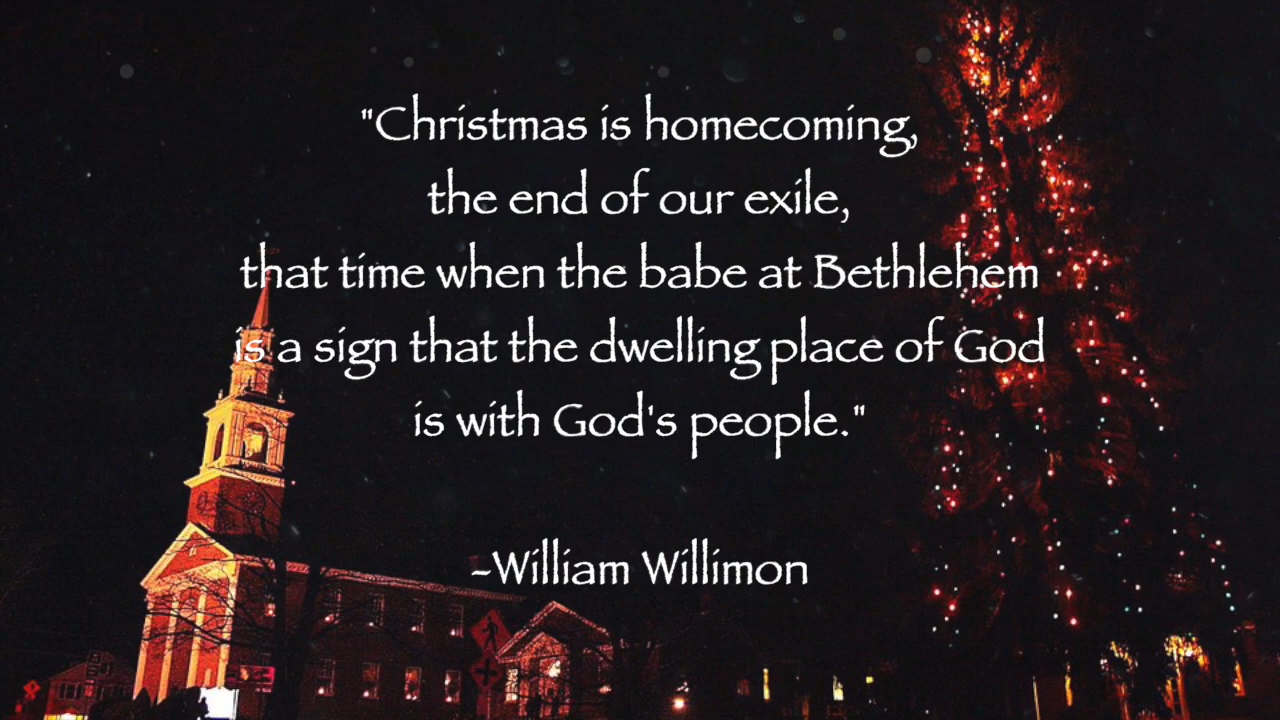 "Christmas is homecoming,
the end of our exile,
that time when the babe at Bethlehem
is a sign that the dwelling place of God
is with God's people."
~William Willimon